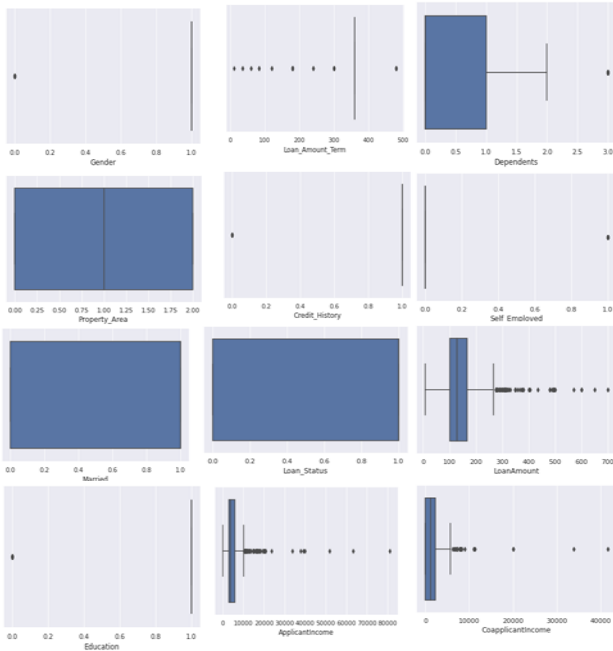 0.0 0.2 0.4 0.6 0.8 1.0
Gender
0 100 200 300 400 500
Loan_Amount_Term
0.0 0.5 1.0 1.5 2.0 2.5 3.0
Dependents
0.00 0.25 0.50 0.75 1.00 1.25 1.50 1.75 2.00
Property_Area
0.0 0.2 0.4 0.6 0.8 1.0
Credit_History
0.0 0.2 0.4 0.6 0.8 1.0
Self_Employed
0.0 0.2 0.4 0.6 0.8 1.0
Married
0.0 0.2 0.4 0.6 0.8 1.0
Loan_Status
0 100 200 300 400 500 600 700
LoanAmount
0.0 0.2 0.4 0.6 0.8 1.0
Education
0 10000 20000 30000 40000 50000 60000 70000 80000
ApplicantIncome
0 10000 20000 30000 40000
CoapplicantIncome